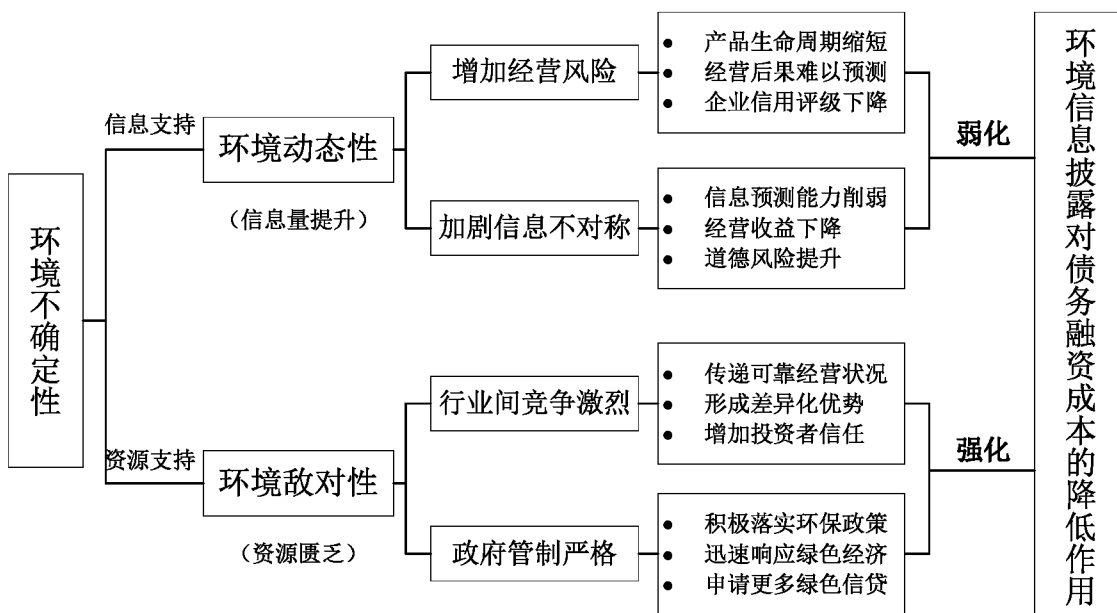 环境不确定性
信息支持
环境动态性
（信息量提升）
增加经营风险
● 产品生命周期缩短
● 经营后果难以预测
● 企业信用评级下降
加剧信息不对称
● 信息预测能力削弱
● 经营收益下降
● 道德风险提升
弱化
资源支持
环境敌对性
（资源匮乏）
行业间竞争激烈
● 传递可靠经营状况
● 形成差异化优势
● 增加投资者信任
政府管制严格
● 积极落实环保政策
● 迅速响应绿色经济
● 申请更多绿色信贷
强化
环境信息披露对债务融资成本的降低作用